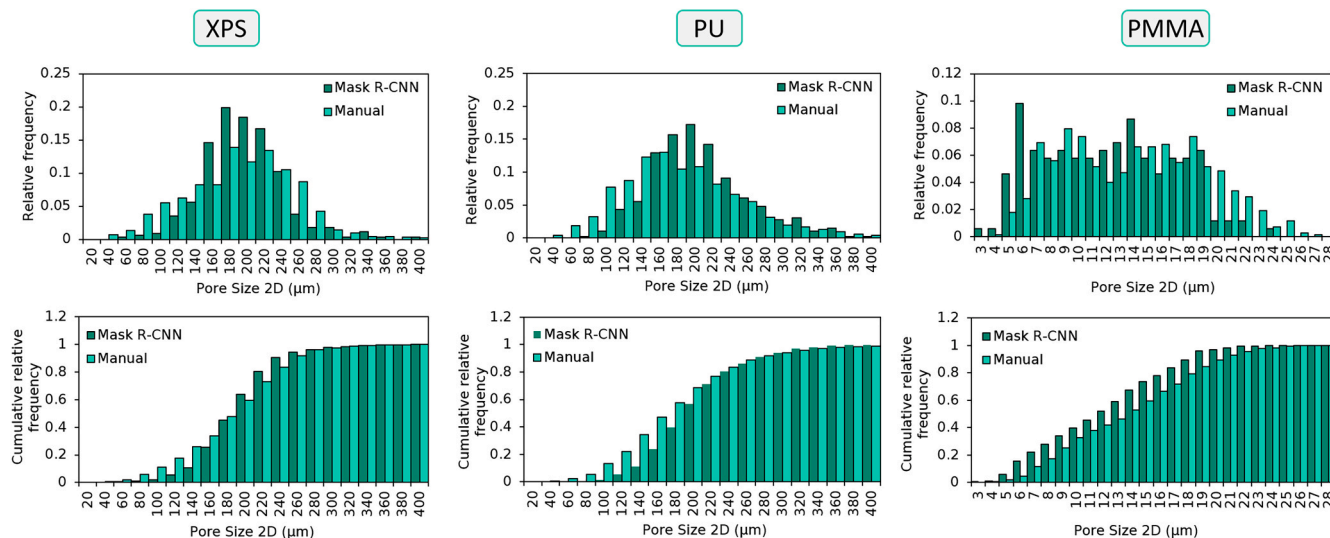 XPS
PU
PMMA
0.25
0.2
0.15
0.1
0.05
0
Relative frequency
Mask R-CNN
Manual
20 40 60 80 100 120 140 160 180 200 220 240 260 280 300 320 340 360 380 400
Pore Size 2D (µm)
0.25
0.2
0.15
0.1
0.05
0
Relative frequency
Mask R-CNN
Manual
20 40 60 80 100 120 140 160 180 200 220 240 260 280 300 320 340 360 380 400
Pore Size 2D (µm)
0.12
0.1
0.08
0.06
0.04
0.02
0
Relative frequency
Mask R-CNN
Manual
3 4 5 6 7 8 9 10 11 12 13 14 15 16 17 18 19 20 21 22 23 24 25 26 27 28
Pore Size 2D (µm)
1.2
1
0.8
0.6
0.4
0.2
0
Cumulative relative
frequency
Mask R-CNN
Manual
20 40 60 80 100 120 140 160 180 200 220 240 260 280 300 320 340 360 380 400
Pore Size 2D (µm)
1.2
1
0.8
0.6
0.4
0.2
0
Cumulative relative
frequency
Mask R-CNN
Manual
20 40 60 80 100 120 140 160 180 200 220 240 260 280 300 320 340 360 380 400
Pore Size 2D (µm)
1.2
1
0.8
0.6
0.4
0.2
0
Cumulative relative
frequency
Mask R-CNN
Manual
3 4 5 6 7 8 9 10 11 12 13 14 15 16 17 18 19 20 21 22 23 24 25 26 27 28
Pore Size 2D (µm)